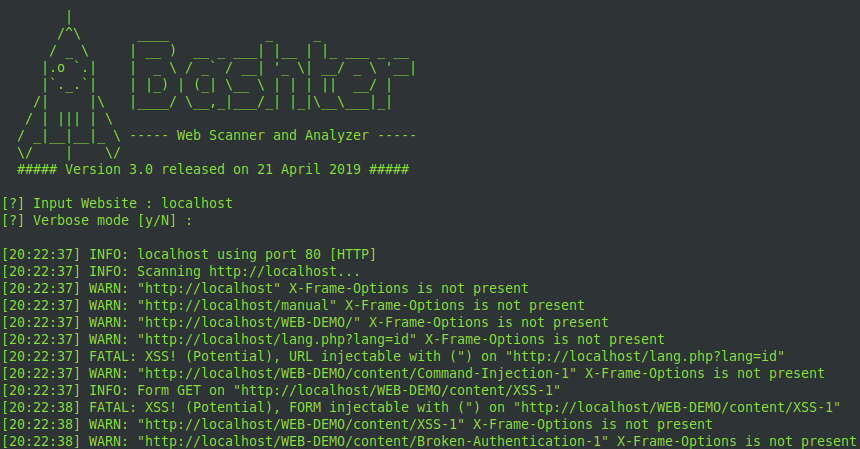 Bashter
----- Web Scanner and Analyzer -----
##### Version 3.0 released on 21 April 2019 #####
[?] Input Website : localhost
[?] Verbose mode [y/N] :
[20:22:37] INFO: localhost using port 80 [HTTP]
[20:22:37] INFO: Scanning http://localhost...
[20:22:37] WARN: "http://localhost" X-Frame-Options is not present
[20:22:37] WARN: "http://localhost/manual" X-Frame-Options is not present
[20:22:37] WARN: "http://localhost/WEB-DEMO/" X-Frame-Options is not present
[20:22:37] WARN: "http://localhost/lang.php?lang=id" X-Frame-Options is not present
[20:22:37] FATAL: XSS! (Potential), URL injectable with (") on "http://localhost/lang.php?lang=id"
[20:22:37] WARN: "http://localhost/WEB-DEMO/content/Command-Injection-1" X-Frame-Options is not present
[20:22:37] INFO: Form GET on "http://localhost/WEB-DEMO/content/XSS-1"
[20:22:38] FATAL: XSS! (Potential), FORM injectable with (") on "http://localhost/WEB-DEMO/content/XSS-1"
[20:22:38] WARN: "http://localhost/WEB-DEMO/content/XSS-1" X-Frame-Options is not present
[20:22:38] WARN: "http://localhost/WEB-DEMO/content/Broken-Authentication-1" X-Frame-Options is not present